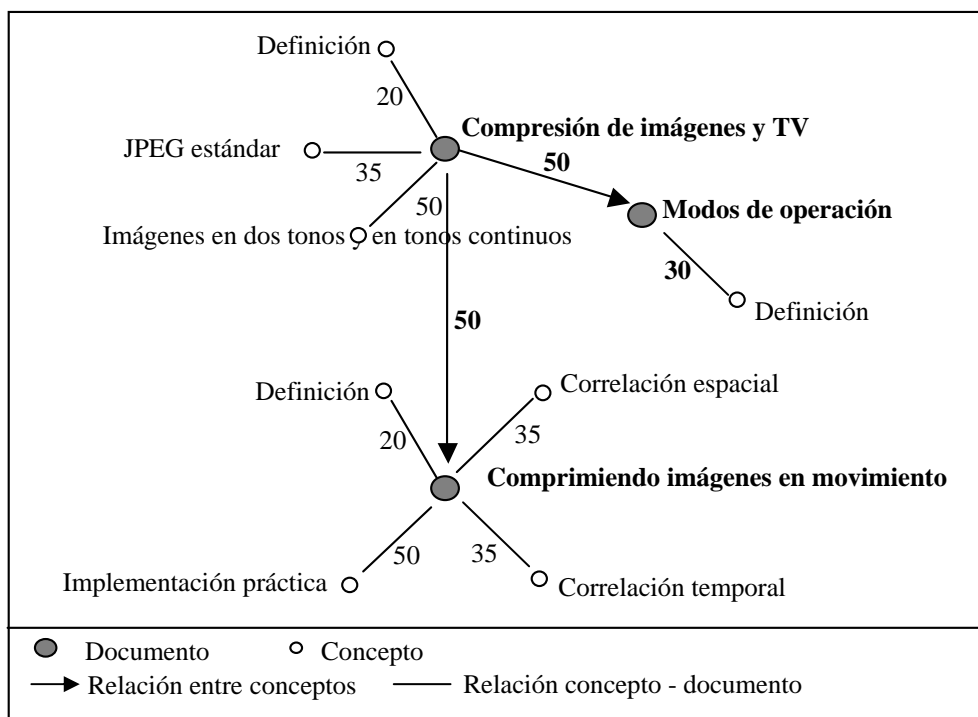 Definición
20
Compresión de imágenes y TV
JPEG estándar
35
50
50
Modos de operación
Imágenes en dos tonos y en tonos continuos
30
Definición
50
Definición
Correlación espacial
20
35
Comprimiendo imágenes en movimiento
50
35
Implementación práctica
Correlación temporal
Documento
Concepto
Relación entre conceptos
Relación concepto - documento